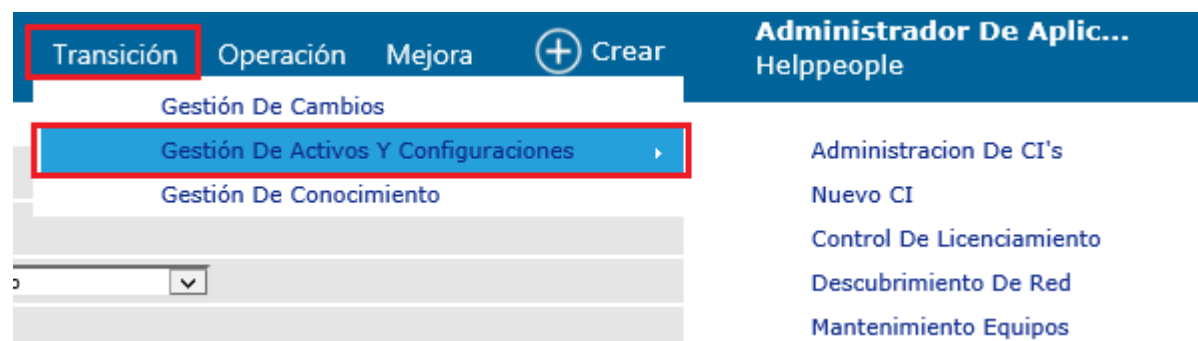 Transición Operación Mejora Crear
Administrador De Aplic...
Helppeople
Gestión De Cambios
Gestión De Activos Y Configuraciones
Gestión De Conocimiento
Administracion De CI's
Nuevo CI
Control De Licenciamiento
Descubrimiento De Red
Mantenimiento Equipos